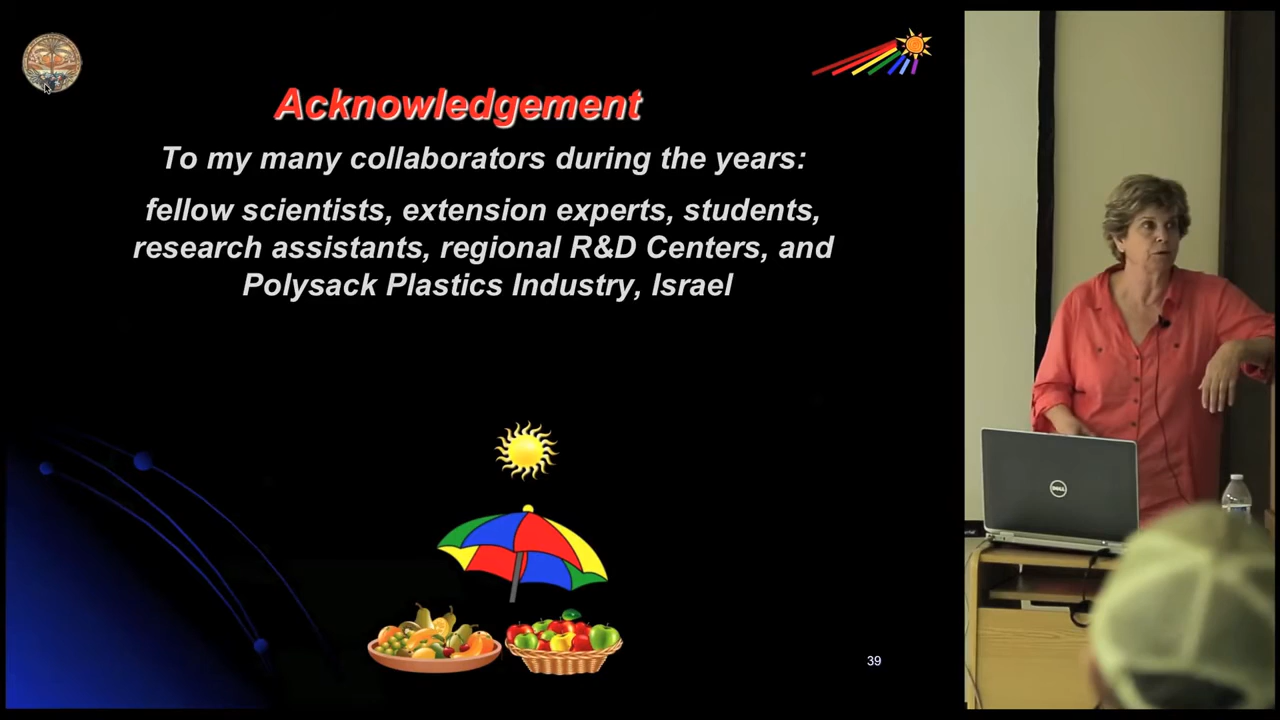 Acknowledgement
To my many collaborators during the years:
fellow scientists, extension experts, students,
research assistants, regional R&D Centers, and
Polysack Plastics Industry, Israel
39
DELL